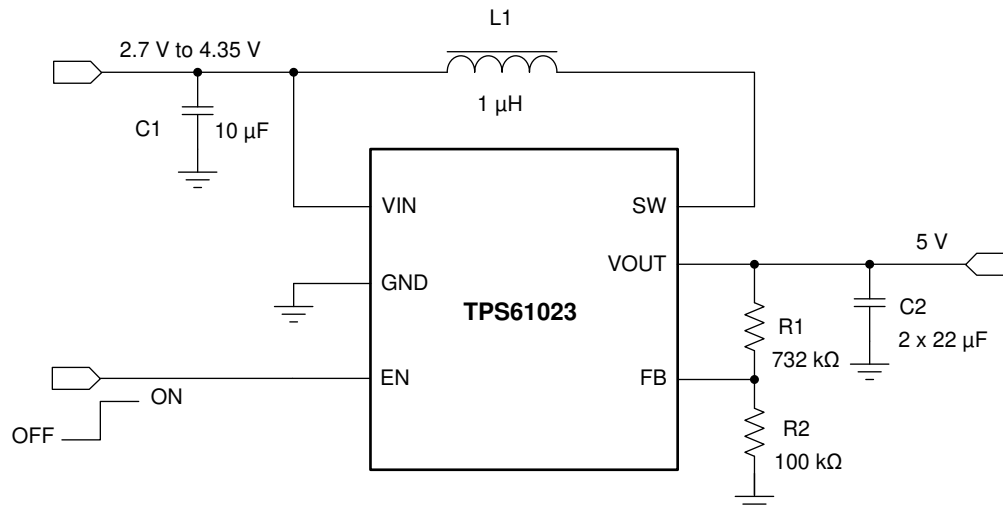 L1
2.7 V to 4.35 V
1 µH
C1
10 µF
VIN
SW
5 V
VOUT
GND
TPS61023
R1
732 kΩ
C2
2 x 22 µF
EN
FB
ON
OFF
R2
100 kΩ